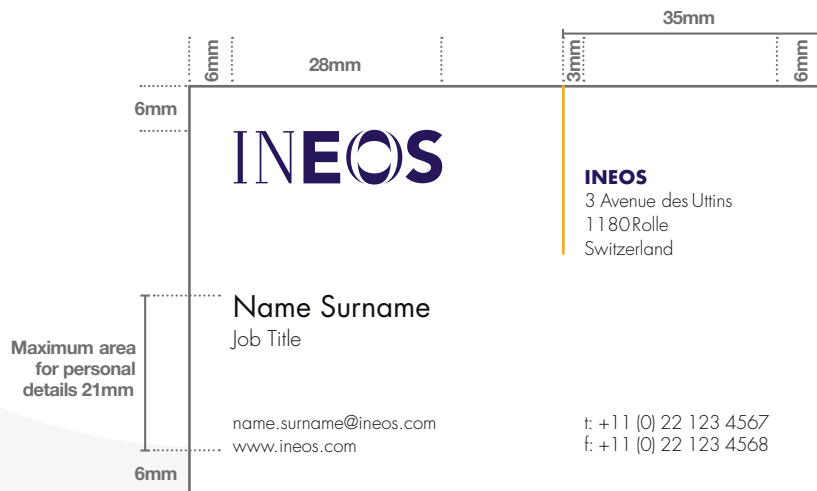 35mm
6mm
28mm
3mm
6mm
6mm
INEOS
INEOS
3 Avenue des Uttins
1180 Rolle
Switzerland
Name Surname
Job Title
Maximum area
for personal
details 21mm
name.surname@ineos.com
www.ineos.com
t: +11 (0) 22 123 4567
f: +11 (0) 22 123 4568
6mm